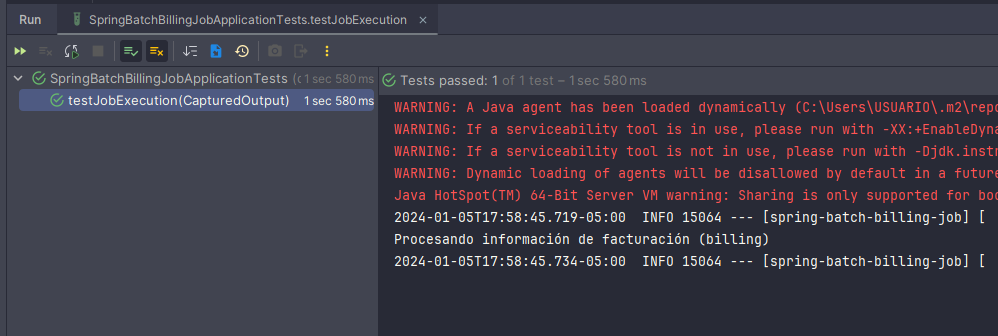 Run SpringBatchBillingJobApplicationTests.testJobExecution
SpringBatchBillingJobApplicationTests (c 1 sec 580 ms
testJobExecution(CapturedOutput) 1 sec 580 ms
Tests passed: 1 of 1 test – 1 sec 580 ms
WARNING: A Java agent has been loaded dynamically (C:\Users\USUARIO\.m2\repo
WARNING: If a serviceability tool is in use, please run with -XX:+EnableDyna
WARNING: If a serviceability tool is not in use, please run with -Djdk.instr
WARNING: Dynamic loading of agents will be disallowed by default in a future
Java HotSpot(TM) 64-Bit Server VM warning: Sharing is only supported for boo
2024-01-05T17:58:45.719-05:00  INFO 15064 --- [spring-batch-billing-job] [
Procesando información de facturación (billing)
2024-01-05T17:58:45.734-05:00  INFO 15064 --- [spring-batch-billing-job] [